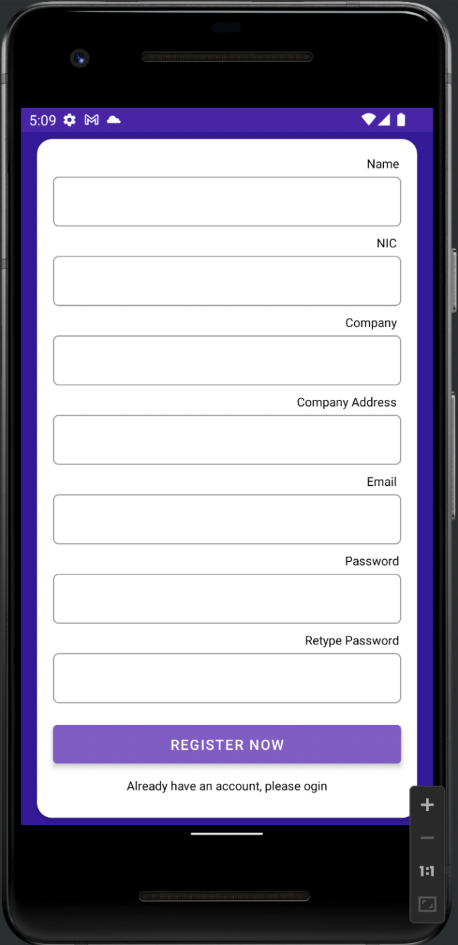 5:09
Name
NIC
Company
Company Address
Email
Password
Retype Password
REGISTER NOW
Already have an account, please ogin
1:1